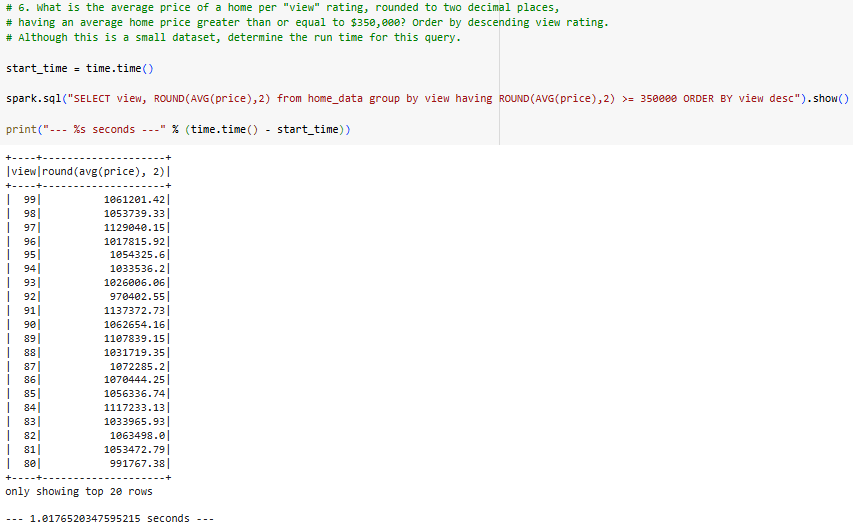 # 6. What is the average price of a home per "view" rating, rounded to two decimal places,
# having an average home price greater than or equal to $350,000? Order by descending view rating.
# Although this is a small dataset, determine the run time for this query.
start_time = time.time()
spark.sql("SELECT view, ROUND(AVG(price),2) from home_data group by view having ROUND(AVG(price),2) >= 350000 ORDER BY view desc").show()
print("--- %s seconds ---" % (time.time() - start_time))
+----+--------------------+
|view|round(avg(price), 2)|
+----+--------------------+
|  99|          1061201.42|
|  98|          1053739.33|
|  97|          1129040.15|
|  96|          1017815.92|
|  95|           1054325.6|
|  94|           1033536.2|
|  93|          1026006.06|
|  92|           970402.55|
|  91|          1137372.73|
|  90|          1062654.16|
|  89|          1107839.15|
|  88|          1031719.35|
|  87|           1072285.2|
|  86|          1070444.25|
|  85|          1056336.74|
|  84|          1117233.13|
|  83|          1033965.93|
|  82|           1063498.0|
|  81|          1053472.79|
|  80|           991767.38|
+----+--------------------+
only showing top 20 rows
--- 1.0176520347595215 seconds ---